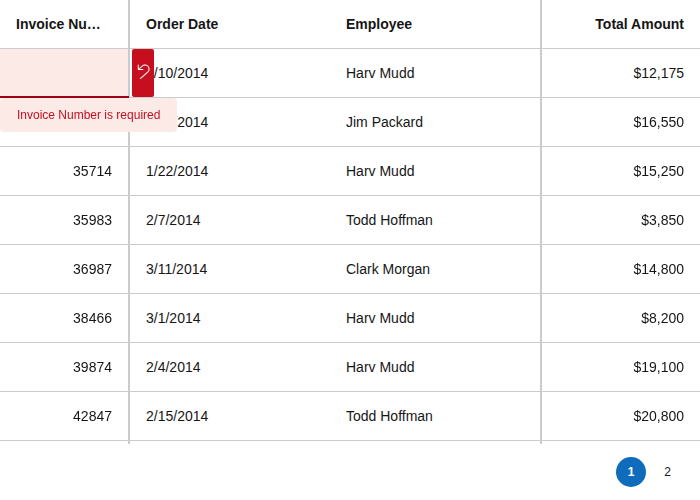 Invoice Nu… Order Date Employee Total Amount
/10/2014 Harv Mudd $12,175
Invoice Number is required 2014 Jim Packard $16,550
35714 1/22/2014 Harv Mudd $15,250
35983 2/7/2014 Todd Hoffman $3,850
36987 3/11/2014 Clark Morgan $14,800
38466 3/1/2014 Harv Mudd $8,200
39874 2/4/2014 Harv Mudd $19,100
42847 2/15/2014 Todd Hoffman $20,800
1 2